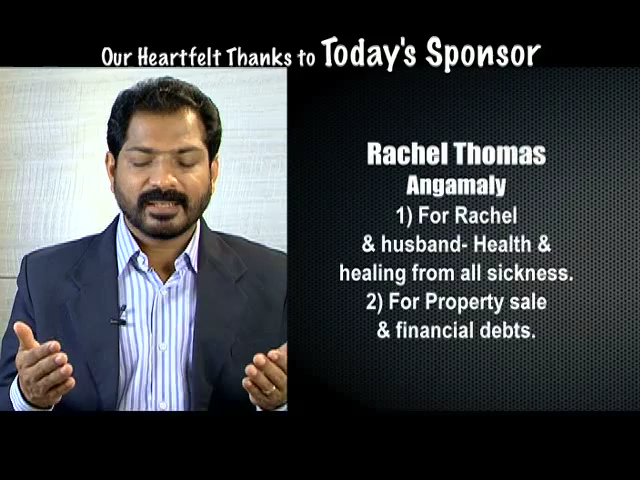 Our Heartfelt Thanks to Today's Sponsor
Rachel Thomas
Angamaly
1) For Rachel
& husband- Health &
healing from all sickness.
2) For Property sale
& financial debts.